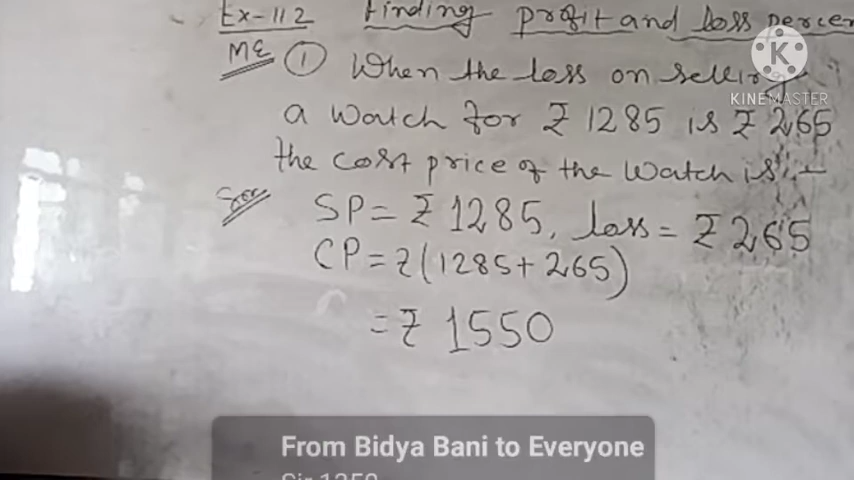 Ex-11.2 Finding profit and loss percen
ME ① When the loss on selling
KINEMASTER
a watch for ₹ 1285 is ₹ 265
the cost price of the watch is :-
SP = ₹ 1285, loss = ₹ 265
CP = ₹ (1285 + 265)
= ₹ 1550
From Bidya Bani to Everyone
Sir 1250